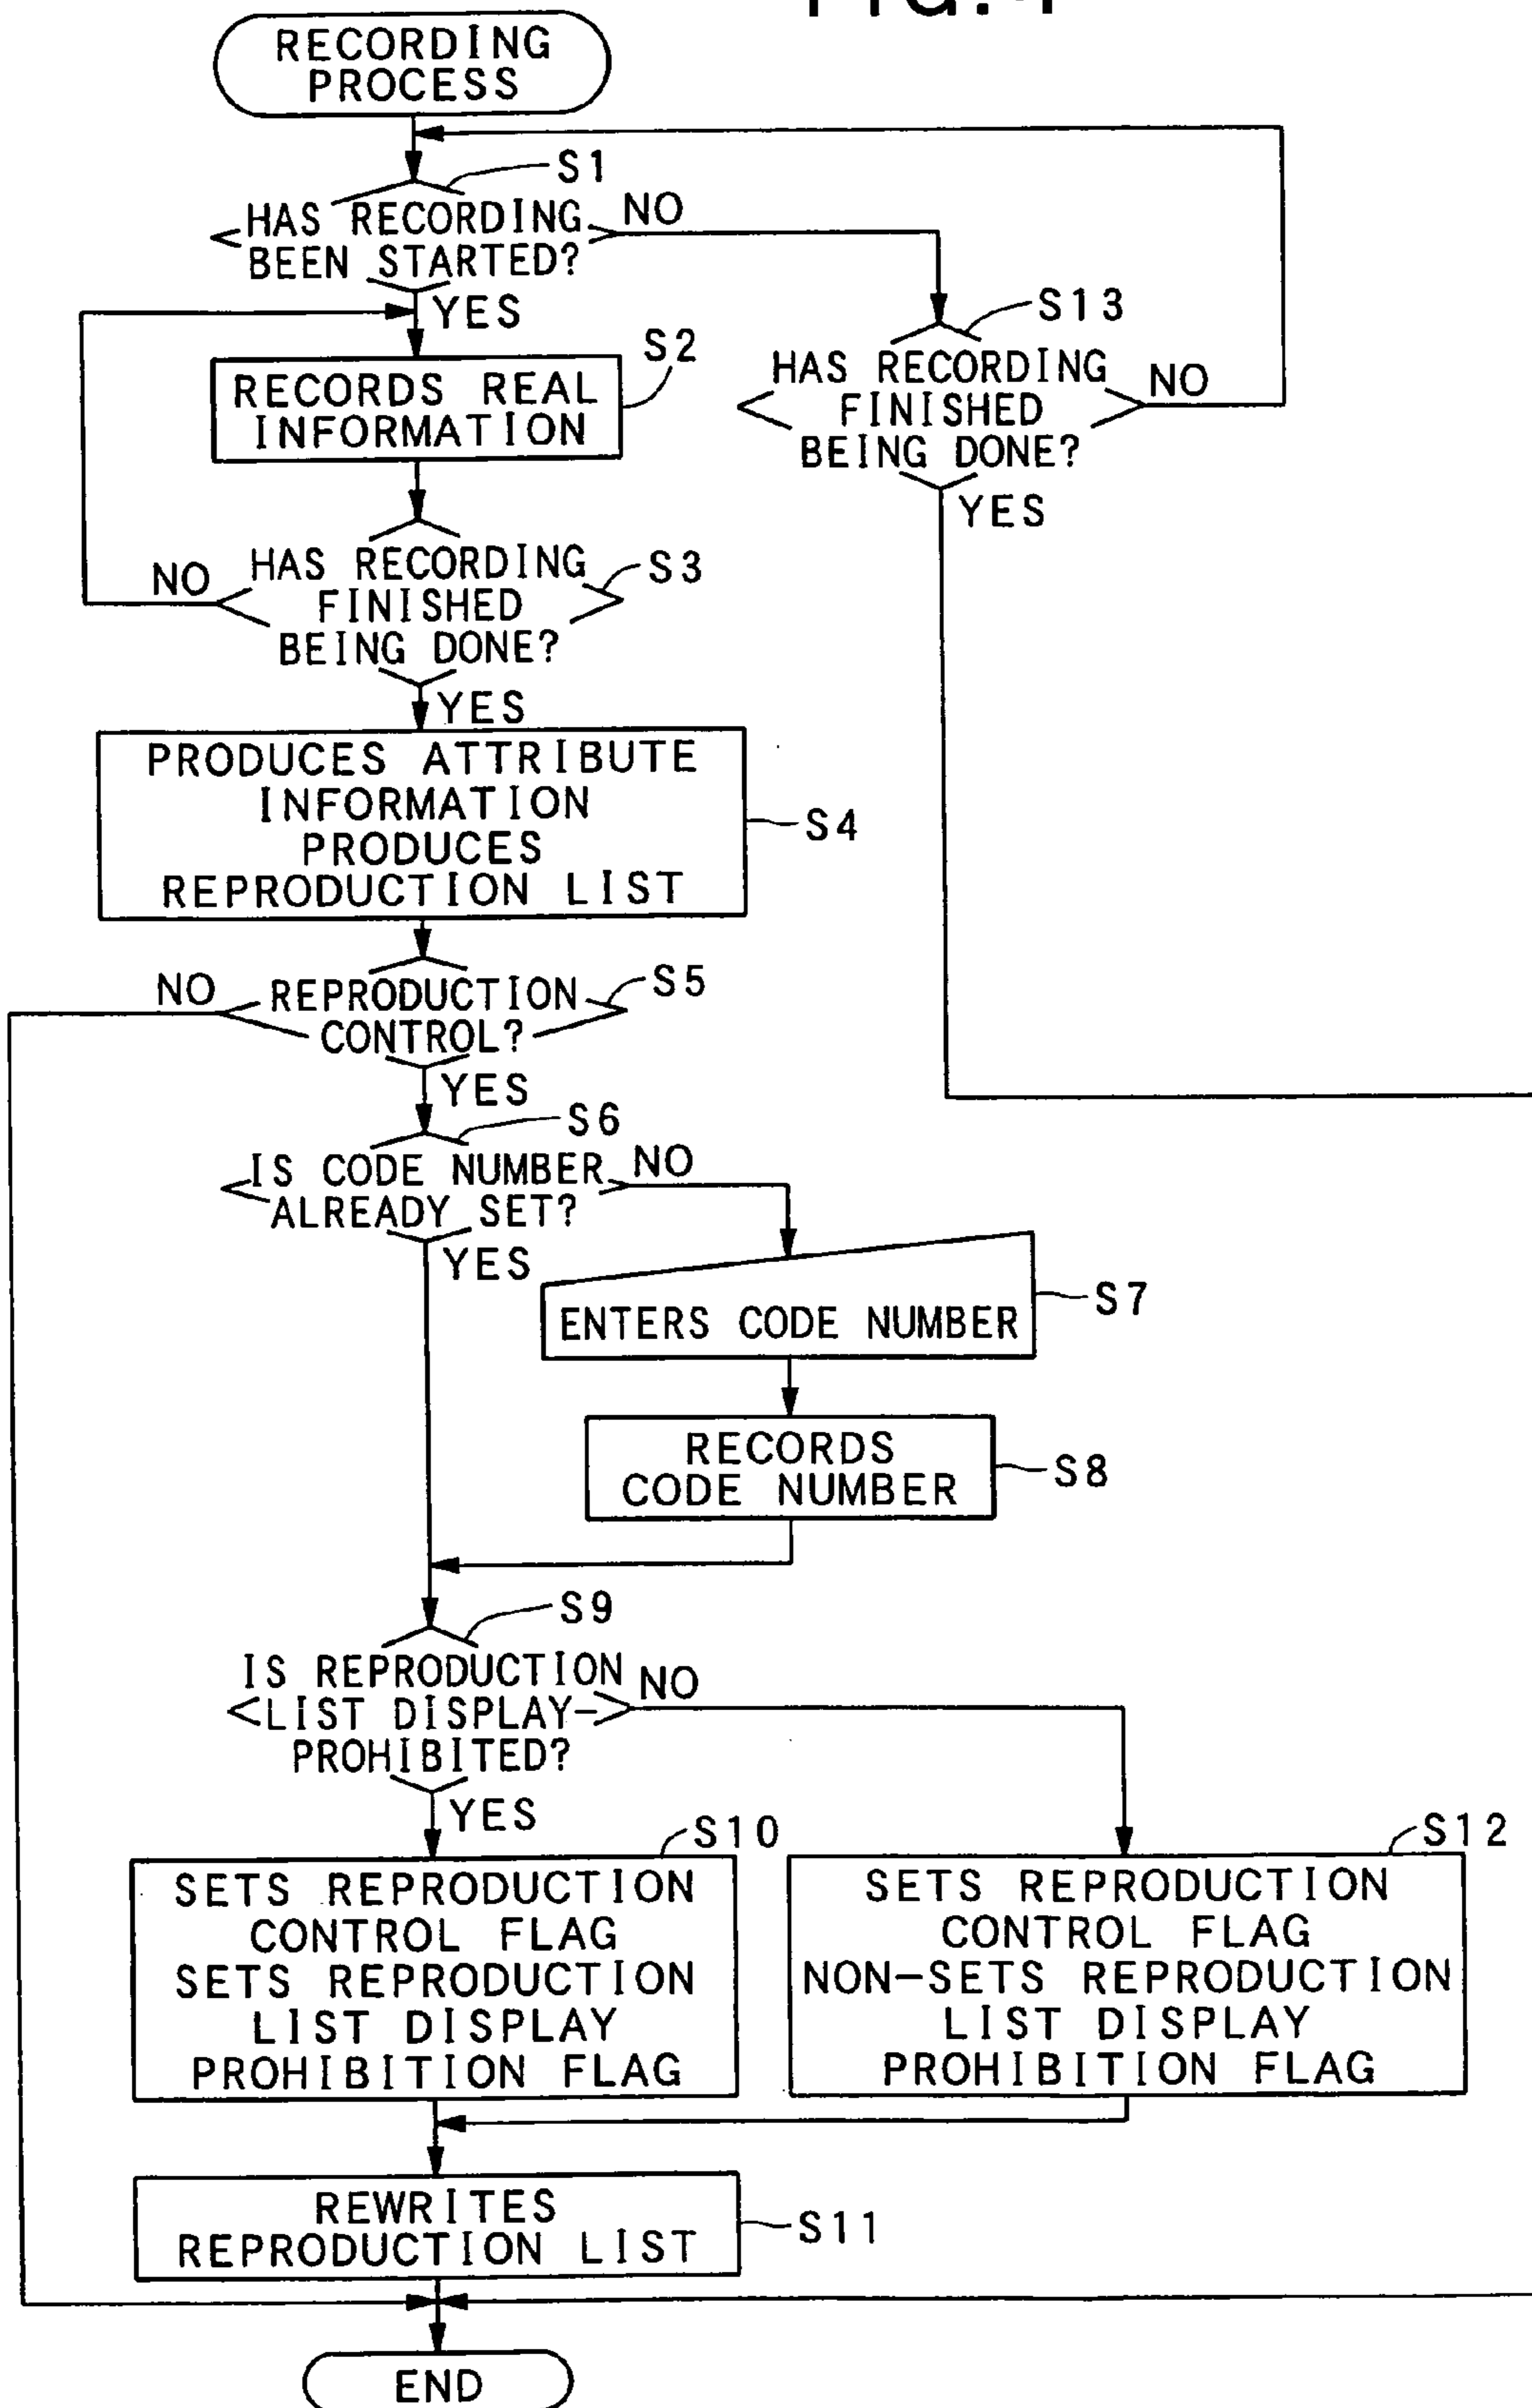 RECORDING
PROCESS
S1
HAS RECORDING
BEEN STARTED?
NO
YES
S13
HAS RECORDING
FINISHED
BEING DONE?
NO
YES
S2
RECORDS REAL
INFORMATION
HAS RECORDING
FINISHED
BEING DONE?
S3
NO
YES
PRODUCES ATTRIBUTE
INFORMATION
PRODUCES
REPRODUCTION LIST
S4
REPRODUCTION
CONTROL?
S5
NO
YES
S6
IS CODE NUMBER
ALREADY SET?
NO
YES
ENTERS CODE NUMBER
S7
RECORDS
CODE NUMBER
S8
S9
IS REPRODUCTION
LIST DISPLAY-
PROHIBITED?
NO
YES
S10
SETS REPRODUCTION
CONTROL FLAG
SETS REPRODUCTION
LIST DISPLAY
PROHIBITION FLAG
S12
SETS REPRODUCTION
CONTROL FLAG
NON-SETS REPRODUCTION
LIST DISPLAY
PROHIBITION FLAG
REWRITES
REPRODUCTION LIST
S11
END